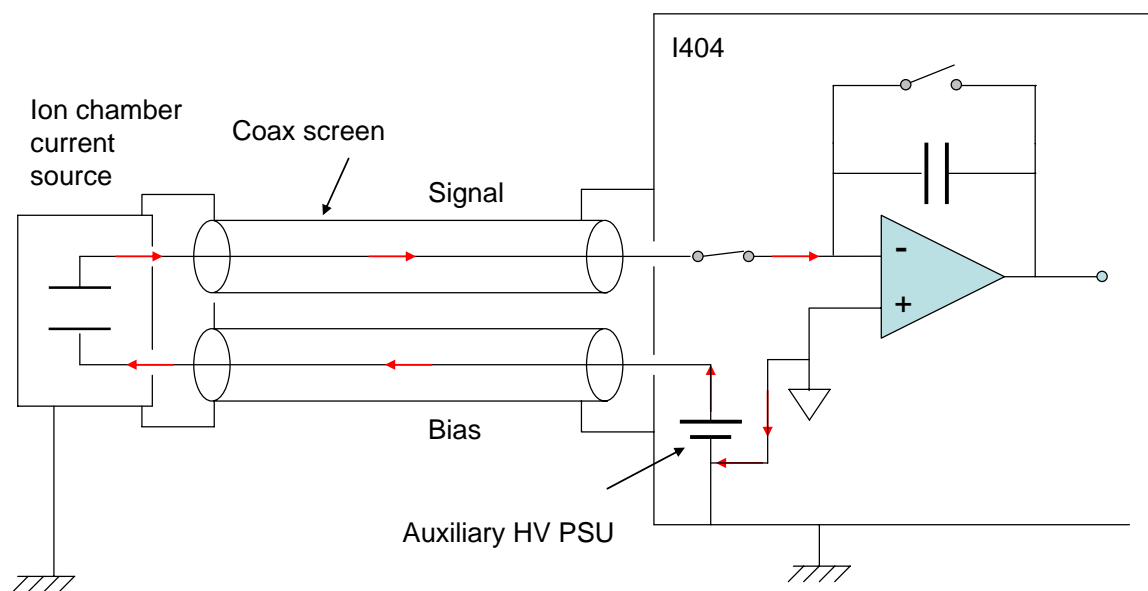 I404
Ion chamber
current
source
Coax screen
Signal
-
+
Bias
Auxiliary HV PSU